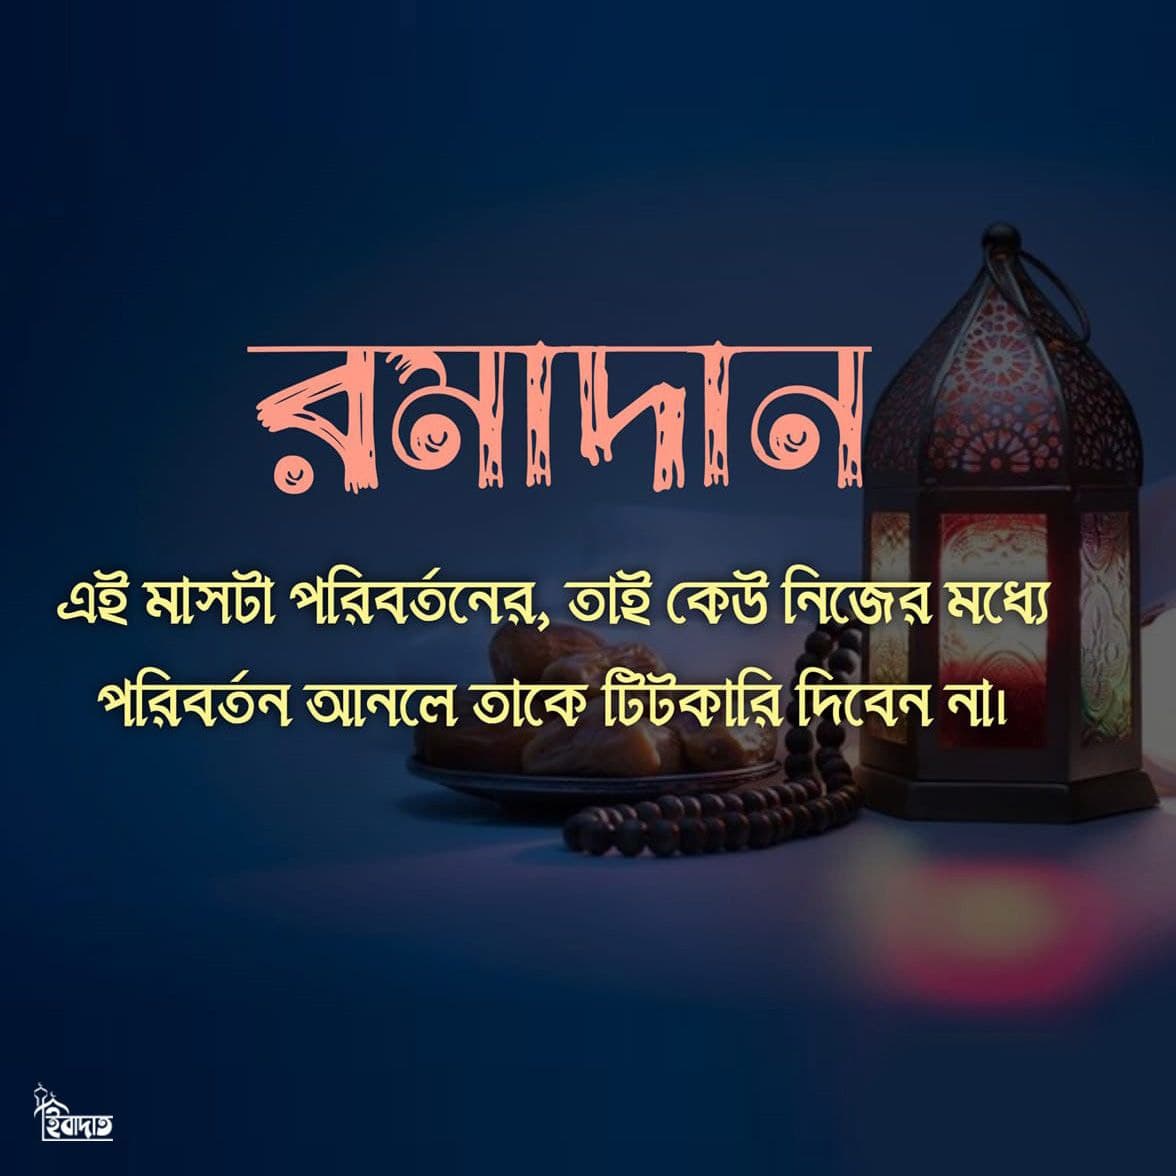 রমাদান
এই মাসটা পরিবর্তনের, তাই কেউ নিজের মধ্যে
পরিবর্তন আনলে তাকে টিটকারি দিবেন না।
ইবাদাত